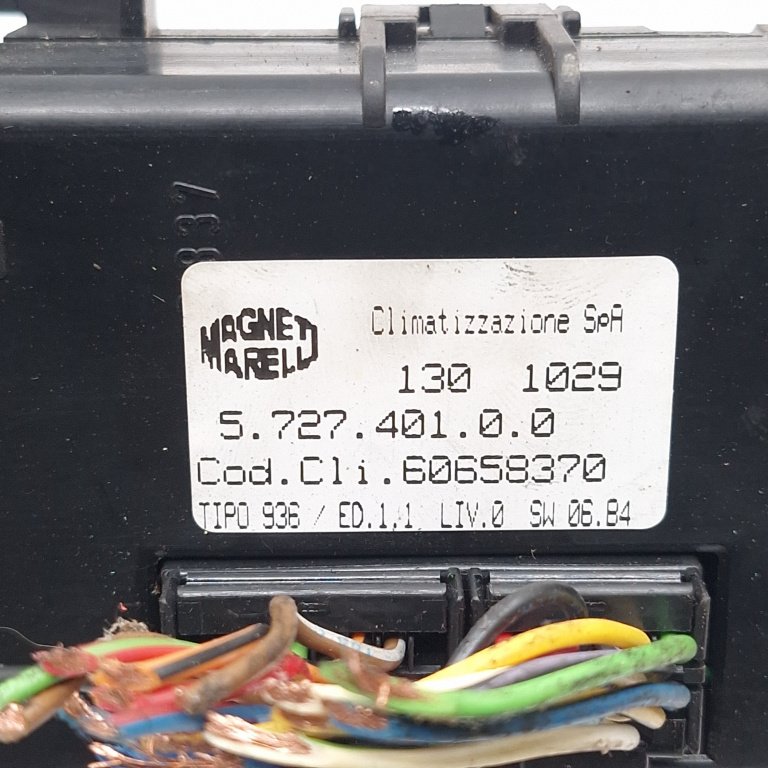 837
MAGNETI
MARELLI
Climatizzazione SpA
130 1029
5.727.401.0.0
Cod.Cli.60658370
TIPO 936 / ED.1,1 LIV.0 SW 06.84